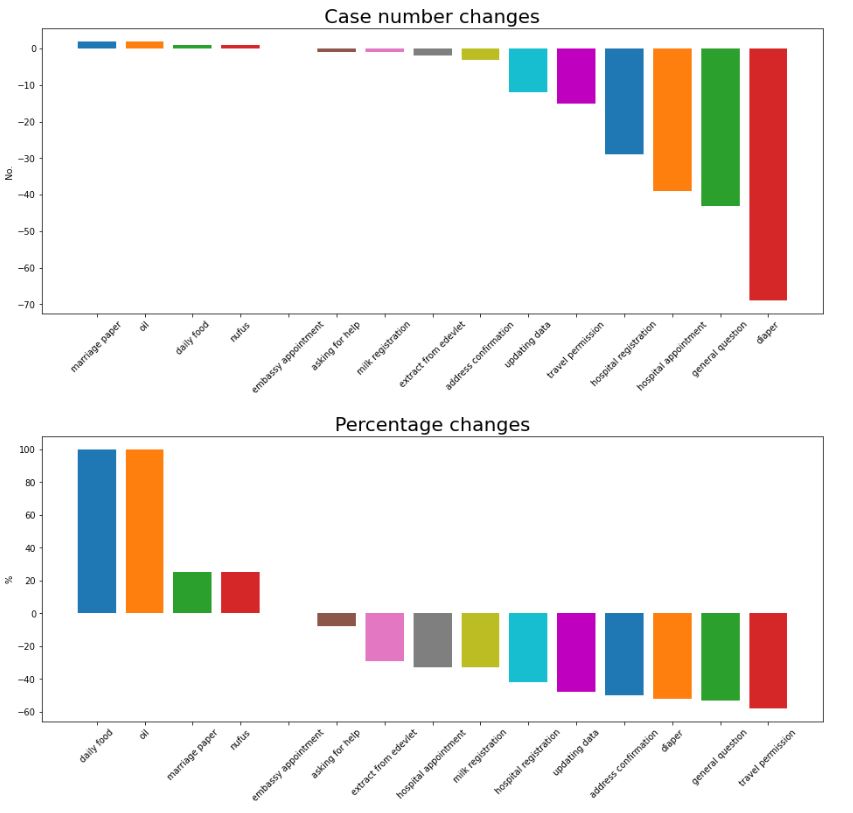 Case number changes
No.
0
−10
−20
−30
−40
−50
−60
−70
marriage paper
oil
daily food
nufus
embassy appointment
asking for help
milk registration
extract from edevlet
address confirmation
updating data
travel permission
hospital registration
hospital appointment
general question
diaper
Percentage changes
%
100
80
60
40
20
0
−20
−40
−60
daily food
oil
marriage paper
nufus
embassy appointment
asking for help
extract from edevlet
hospital appointment
milk registration
hospital registration
updating data
address confirmation
diaper
general question
travel permission